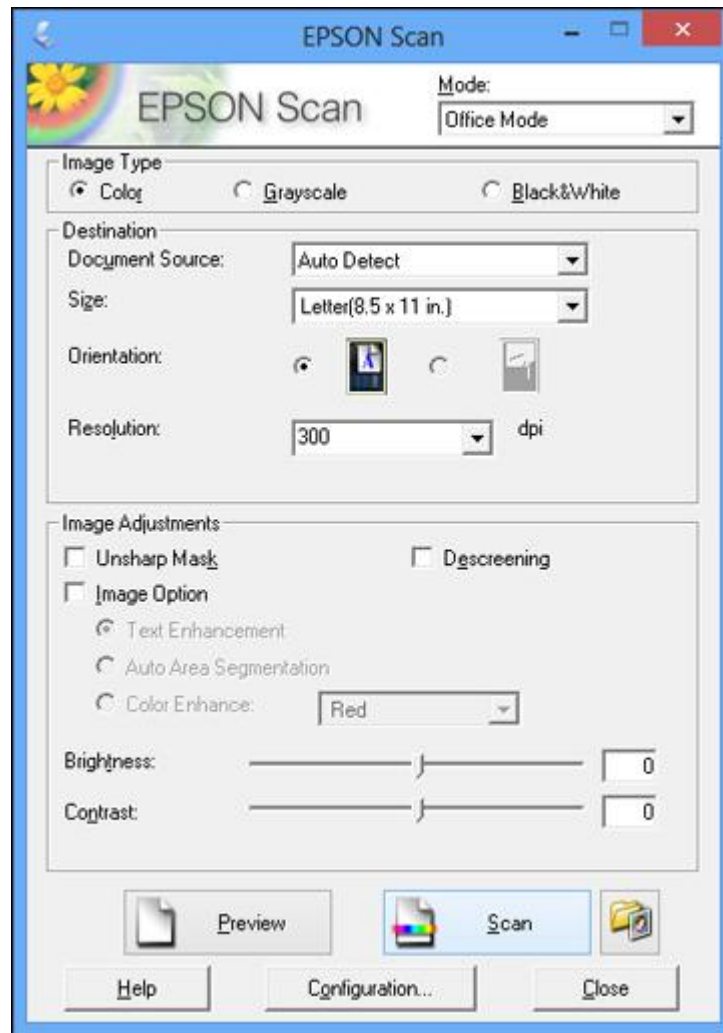 EPSON Scan
EPSON Scan
Mode:
Office Mode
Image Type
Color Grayscale Black&White
Destination
Document Source: Auto Detect
Size: Letter(8.5 x 11 in.)
Orientation: A
Resolution: 300 dpi
Image Adjustments
Unsharp Mask Descreening
Image Option
Text Enhancement
Auto Area Segmentation
Color Enhance: Red
Brightness: 0
Contrast: 0
Preview Scan
Help Configuration... Close